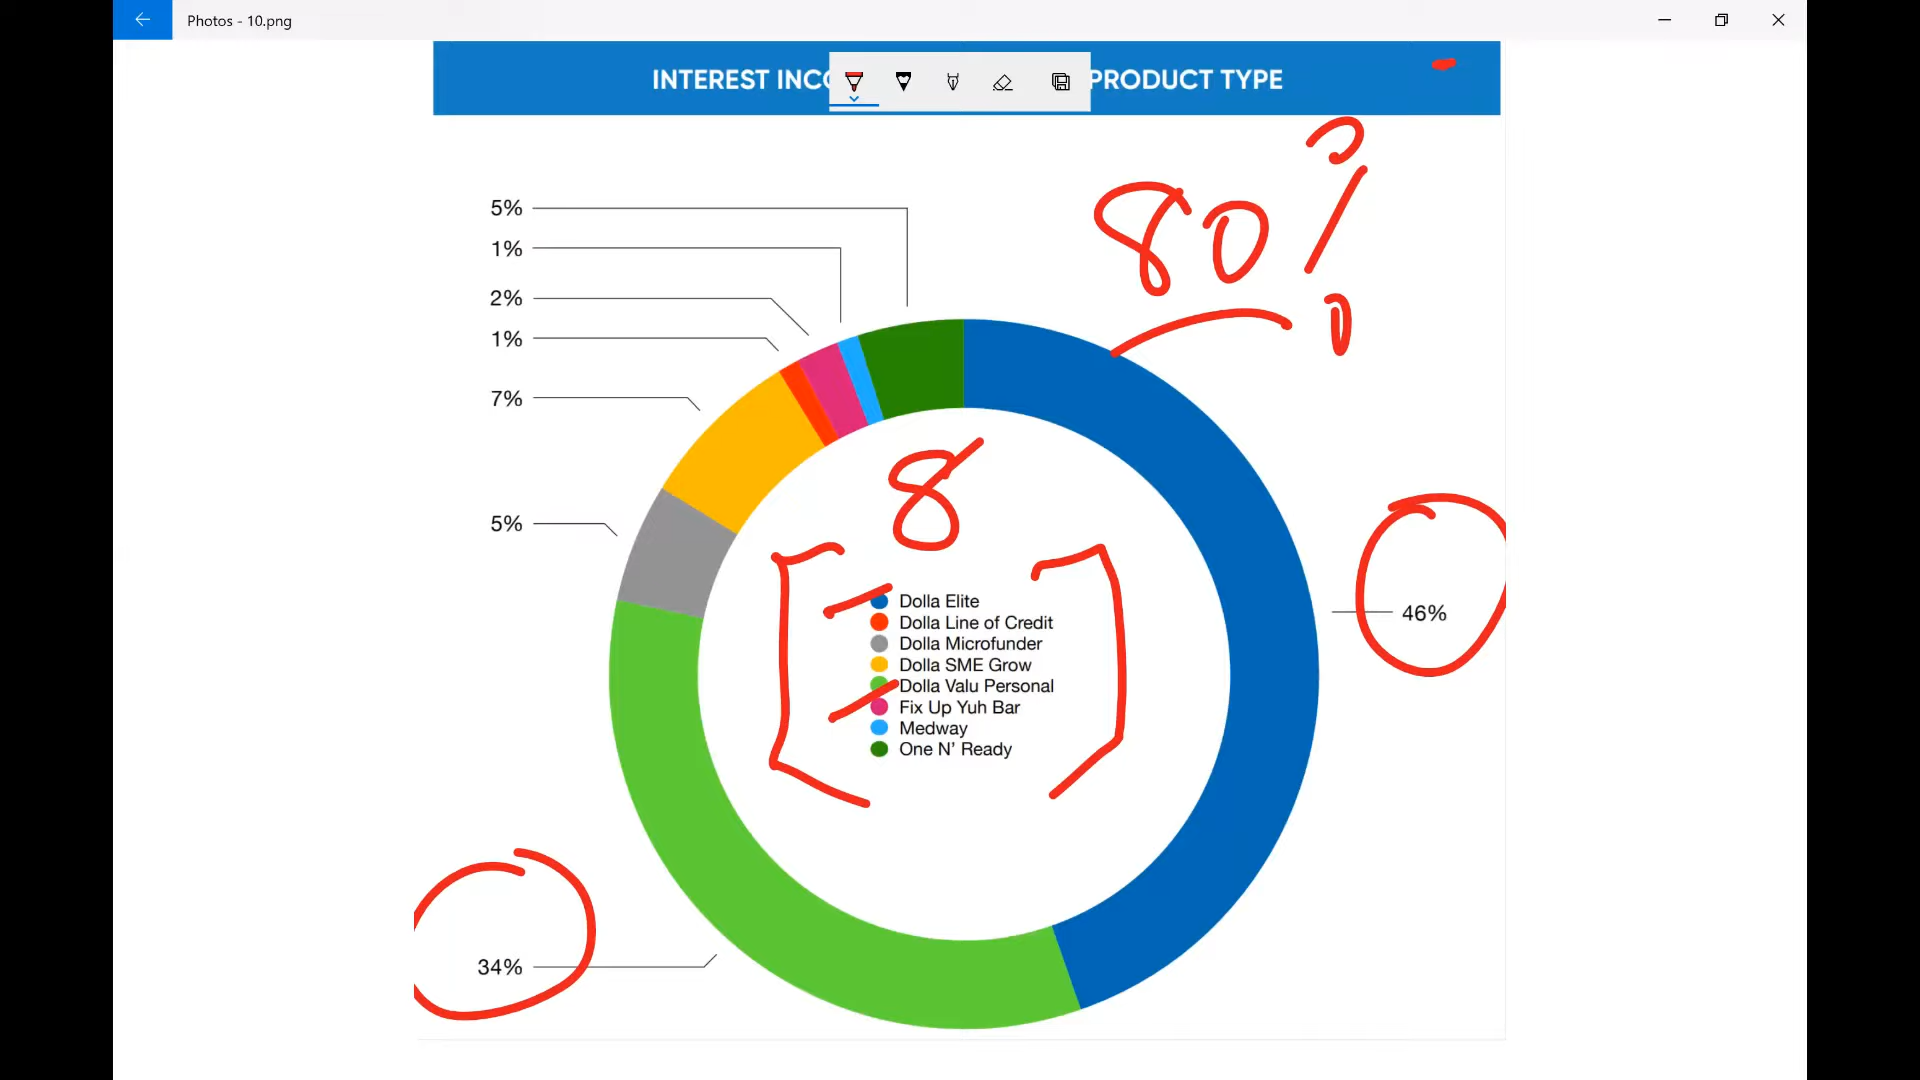 Photos - 10.png
INTEREST INCO PRODUCT TYPE
80%
5%
1%
2%
1%
7%
5%
8
46%
Dolla Elite
Dolla Line of Credit
Dolla Microfunder
Dolla SME Grow
Dolla Valu Personal
Fix Up Yuh Bar
Medway
One N' Ready
34%